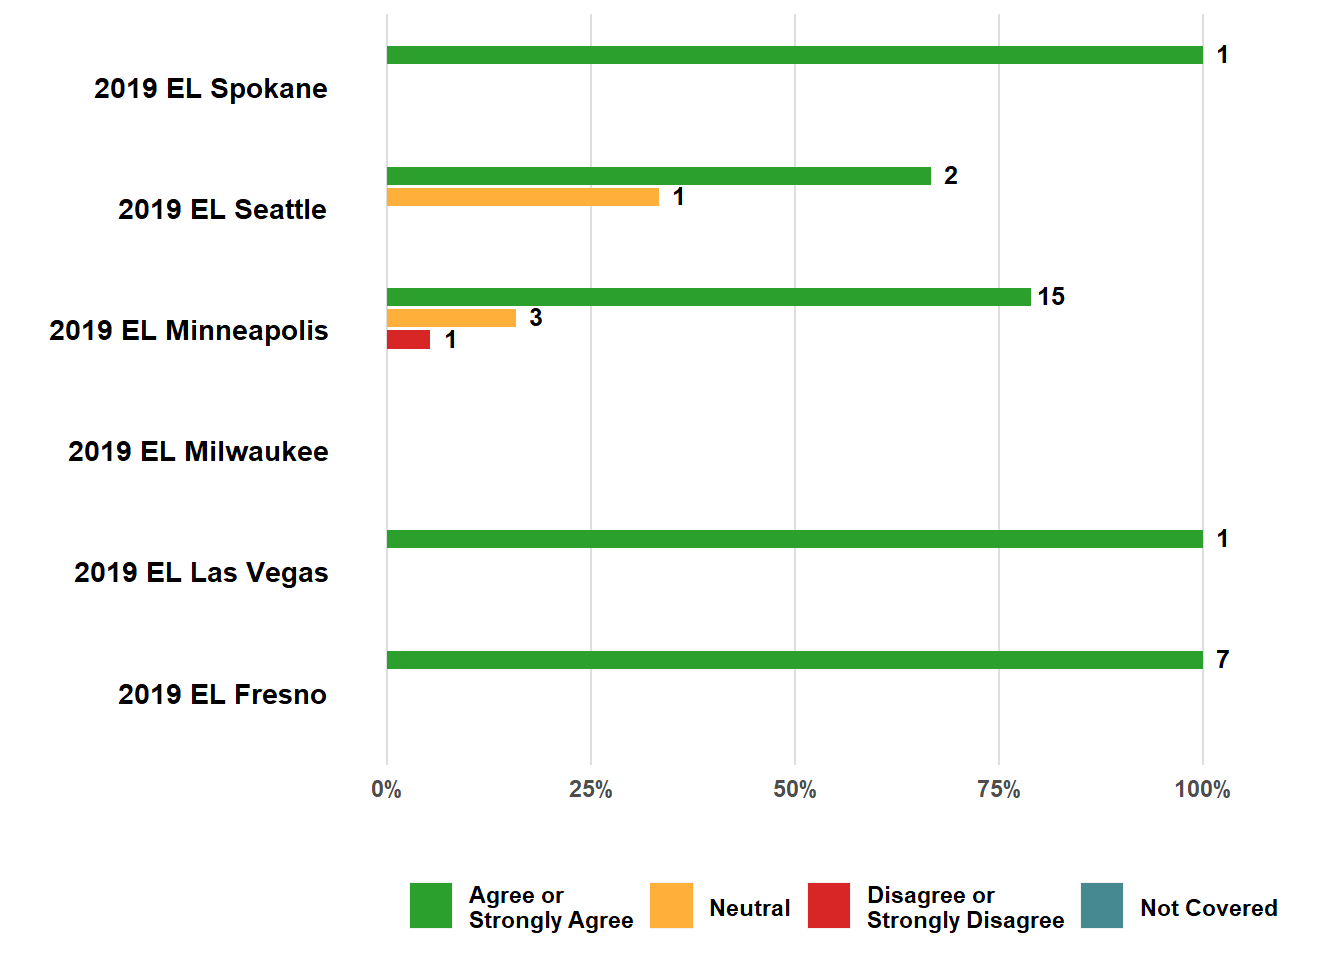 2019 EL Spokane 1
2019 EL Seattle 2
1
2019 EL Minneapolis 15
3
1
2019 EL Milwaukee
2019 EL Las Vegas 1
2019 EL Fresno 7
0% 25% 50% 75% 100%
Agree or
Strongly Agree
Neutral
Disagree or
Strongly Disagree
Not Covered